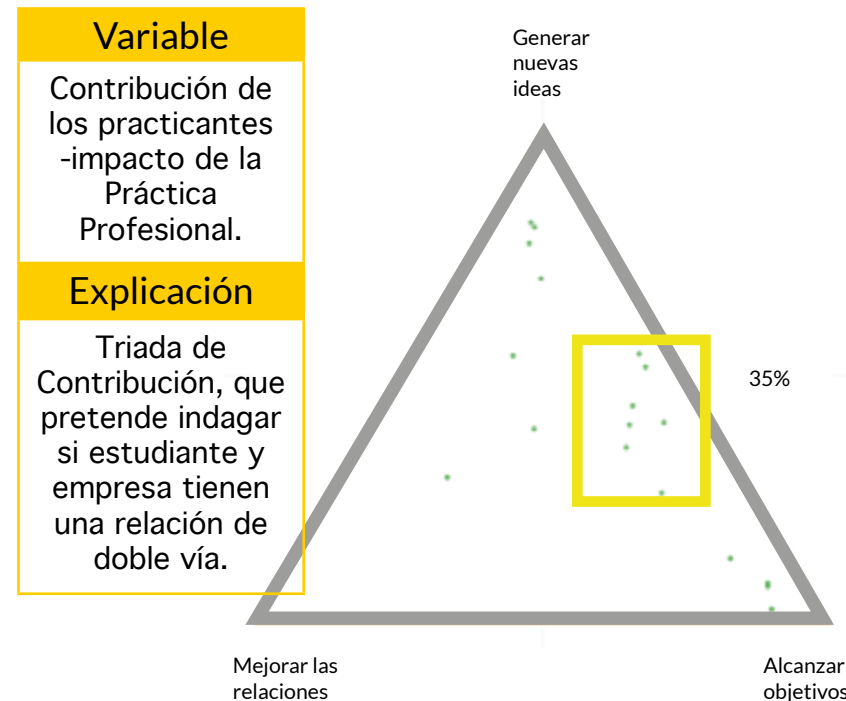 Variable
Contribución de
los practicantes
-impacto de la
Práctica
Profesional.
Explicación
Triada de
Contribución, que
pretende indagar
si estudiante y
empresa tienen
una relación de
doble vía.
Generar
nuevas
ideas
35%
Mejorar las
relaciones
Alcanzar
objetivos